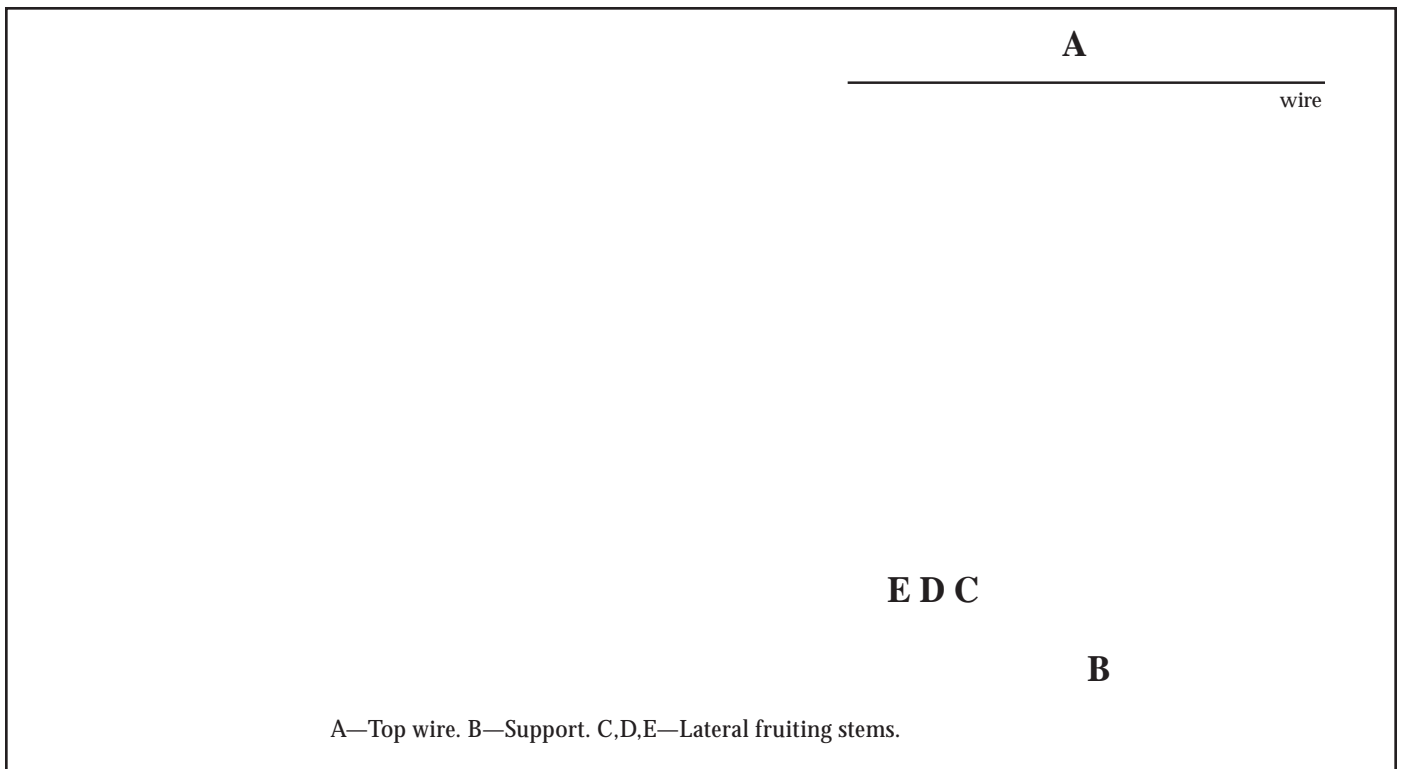 A
wire
E D C
B
A—Top wire. B—Support. C,D,E—Lateral fruiting stems.